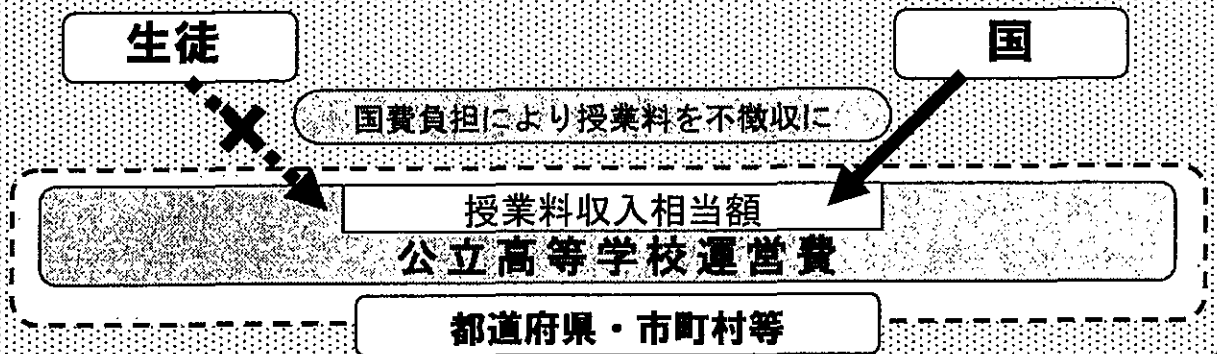 生徒
国
国費負担により授業料を不徴収に
授業料収入相当額
公立高等学校運営費
都道府県・市町村等